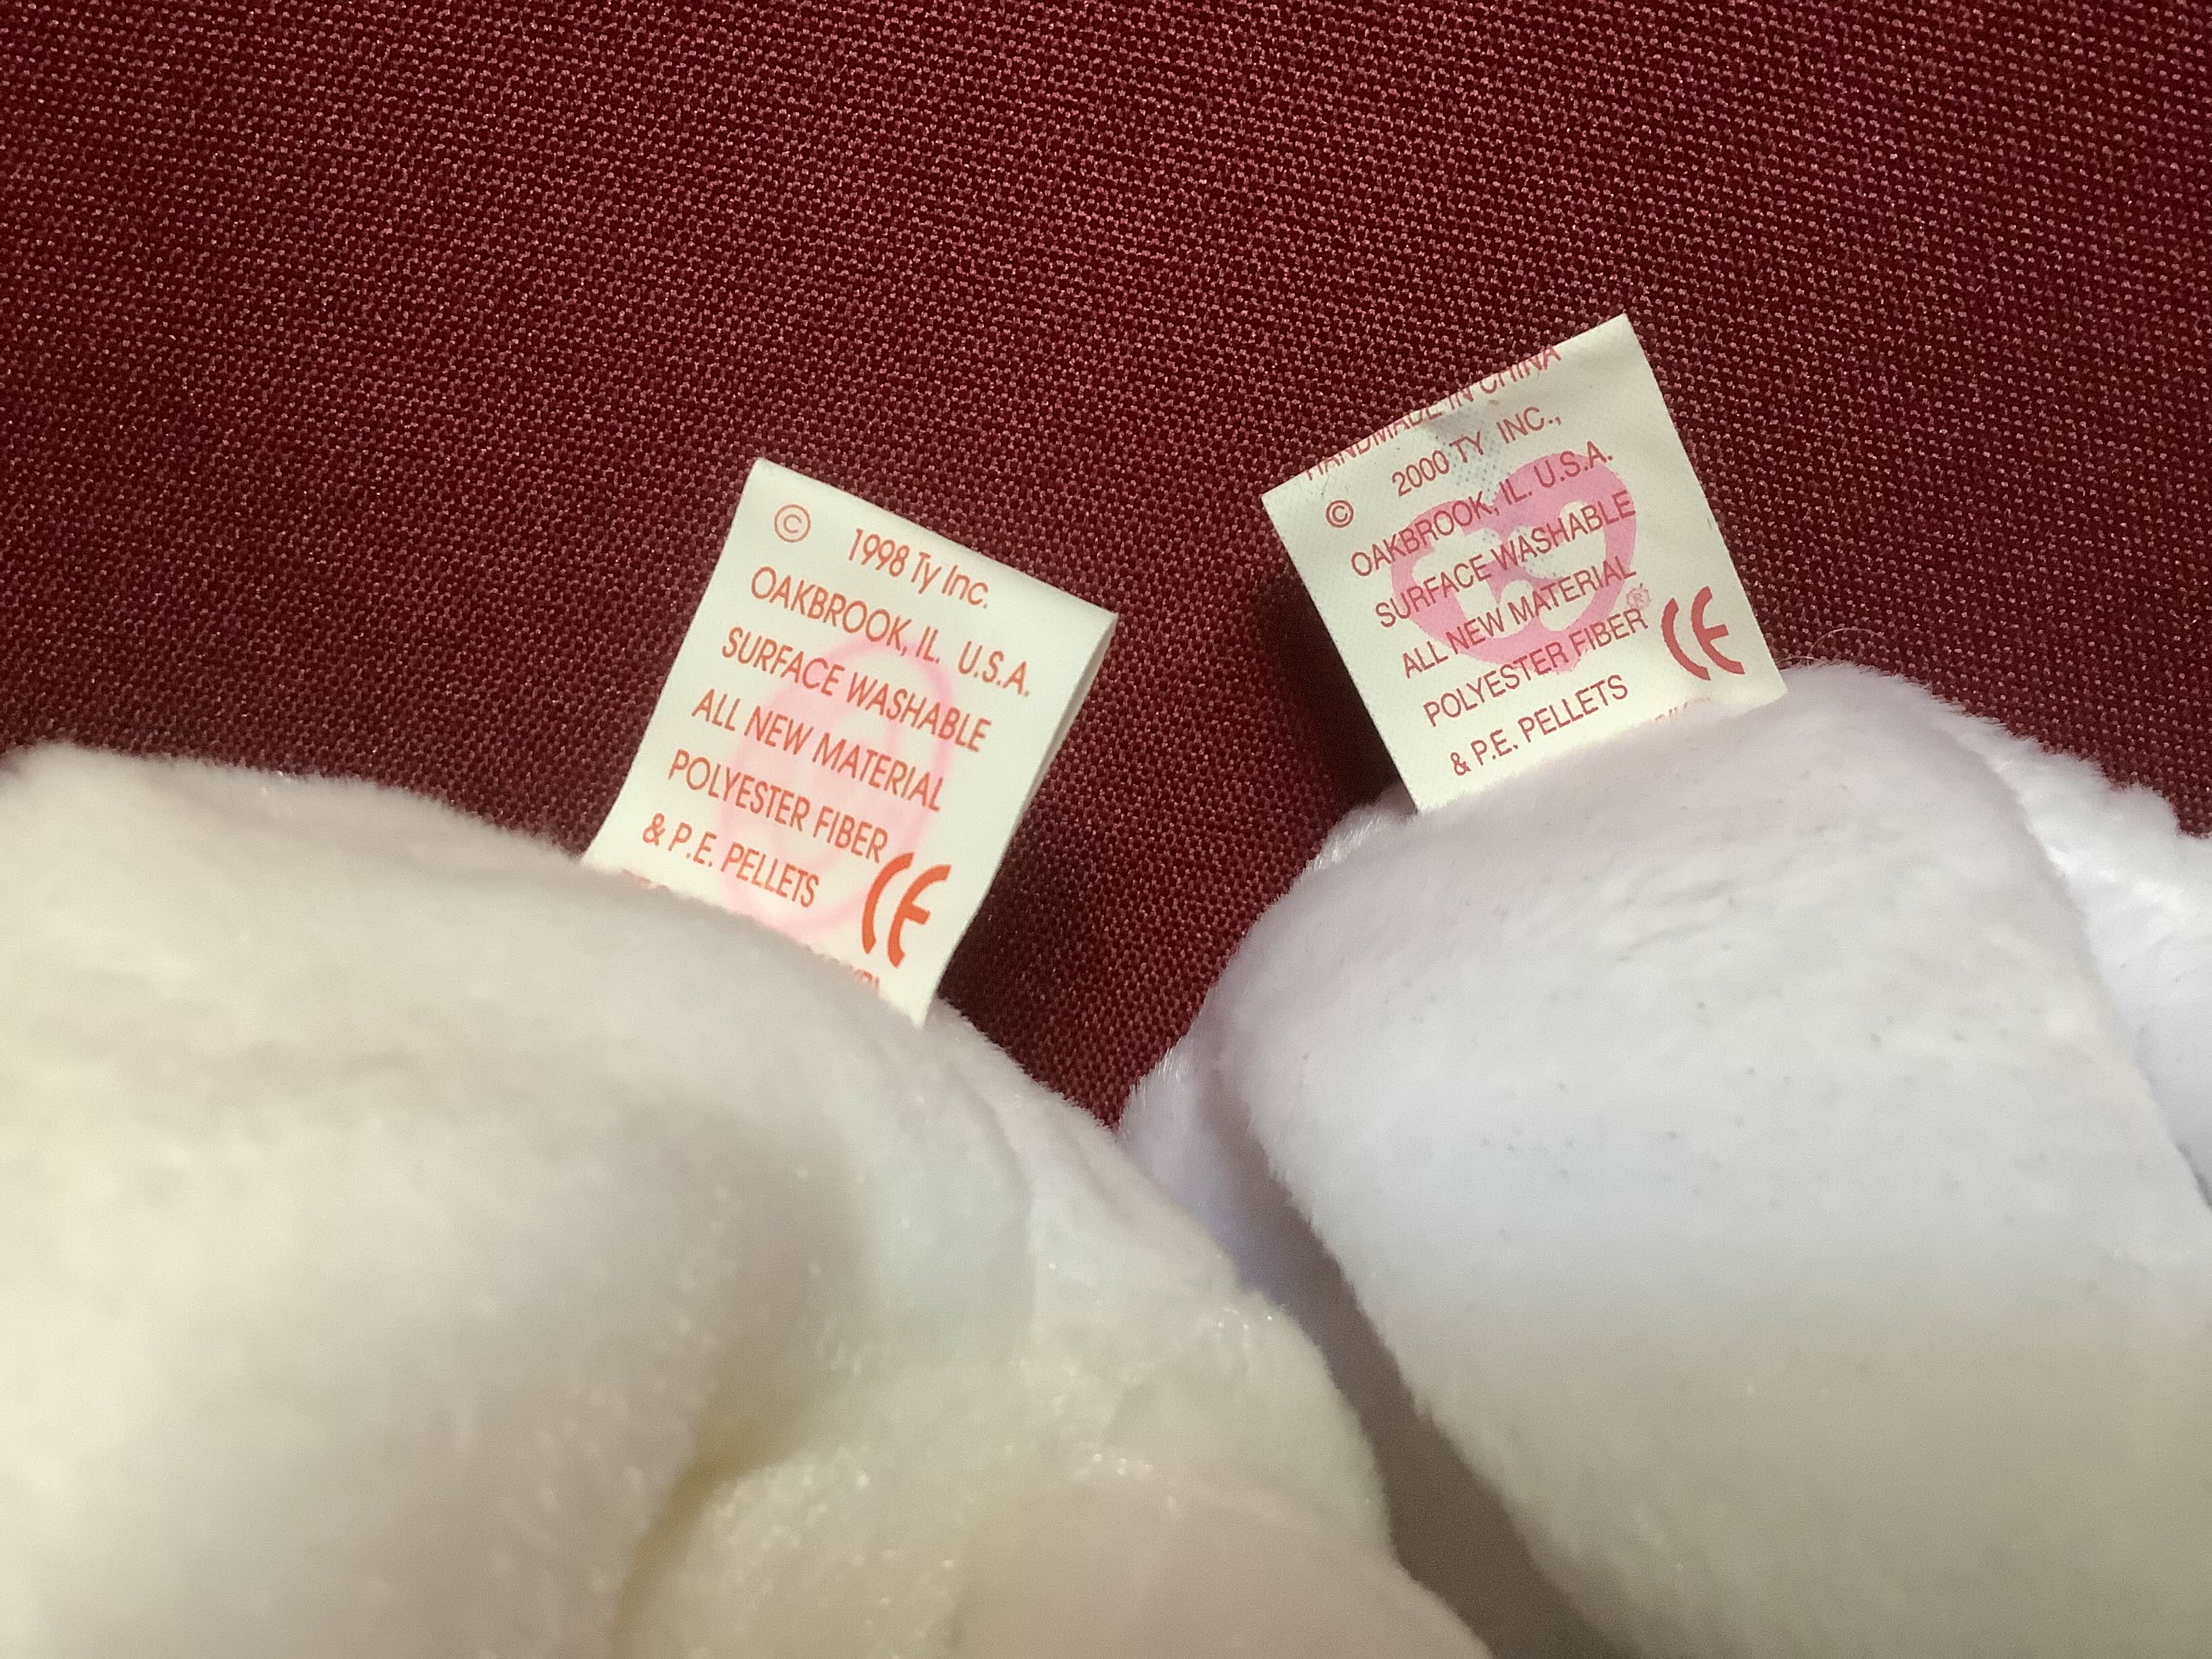 © 1998 Ty Inc.
OAKBROOK, IL. U.S.A.
SURFACE WASHABLE
ALL NEW MATERIAL
POLYESTER FIBER
& P.E. PELLETS
CE
HANDMADE IN CHINA
© 2000 TY INC.,
OAKBROOK, IL. U.S.A.
SURFACE WASHABLE
ALL NEW MATERIAL
POLYESTER FIBER
& P.E. PELLETS
CE